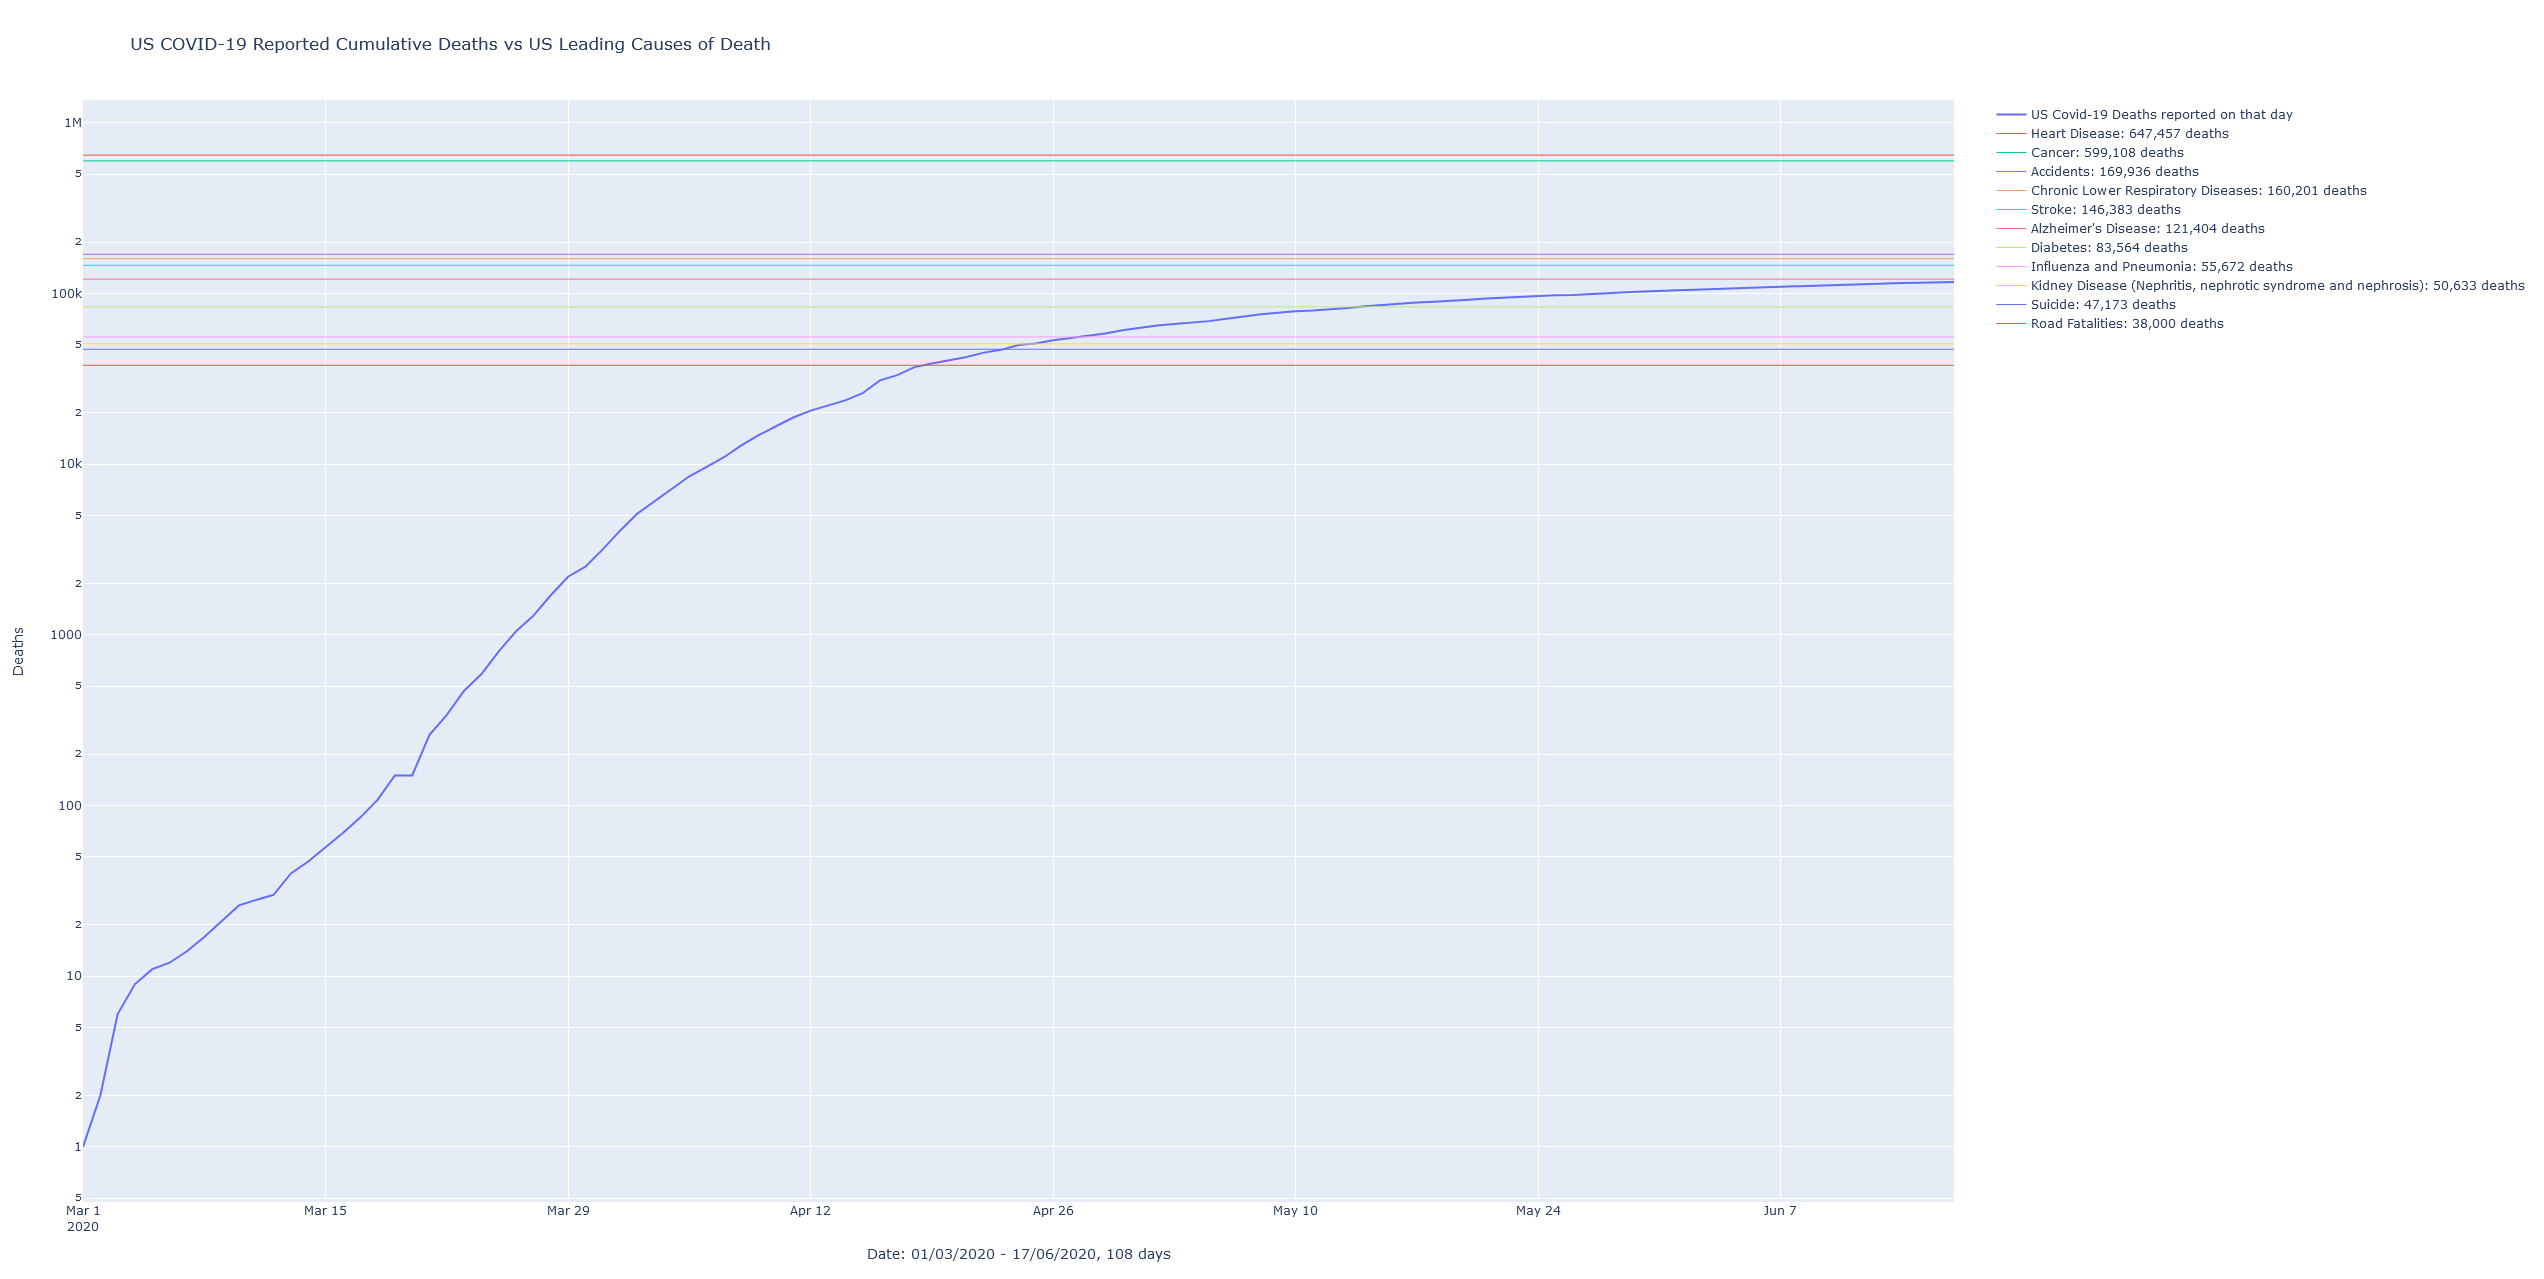 US COVID-19 Reported Cumulative Deaths vs US Leading Causes of Death
1M
5
2
100k
5
2
10k
5
2
1000
5
2
100
5
2
10
5
2
1
5
Deaths
Mar 1
2020
Mar 15
Mar 29
Apr 12
Apr 26
May 10
May 24
Jun 7
Date: 01/03/2020 - 17/06/2020, 108 days
US Covid-19 Deaths reported on that day
Heart Disease: 647,457 deaths
Cancer: 599,108 deaths
Accidents: 169,936 deaths
Chronic Lower Respiratory Diseases: 160,201 deaths
Stroke: 146,383 deaths
Alzheimer's Disease: 121,404 deaths
Diabetes: 83,564 deaths
Influenza and Pneumonia: 55,672 deaths
Kidney Disease (Nephritis, nephrotic syndrome and nephrosis): 50,633 deaths
Suicide: 47,173 deaths
Road Fatalities: 38,000 deaths